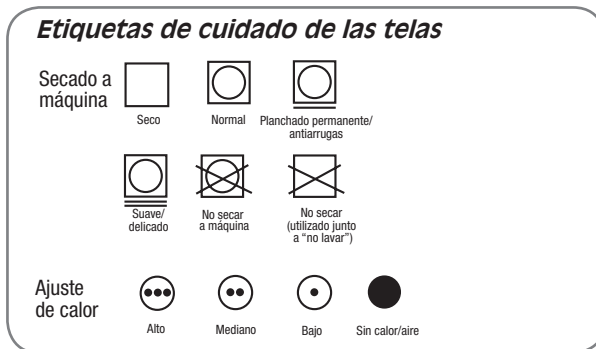 Etiquetas de cuidado de las telas
Secado a
máquina
Seco
Normal
Planchado permanente/
antiarrugas
Suave/
delicado
No secar
a máquina
No secar
(utilizado junto
a “no lavar”)
Ajuste
de calor
Alto
Mediano
Bajo
Sin calor/aire